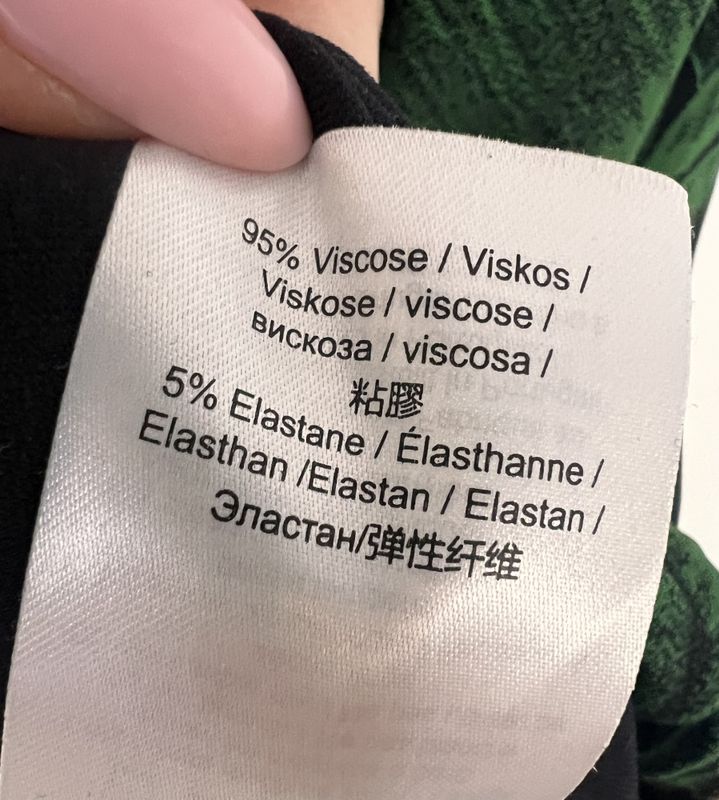 95% Viscose / Viskos /
Viskose / viscose /
вискоза / viscosa /
粘膠
5% Elastane / Élasthanne /
Elasthan /Elastan / Elastan /
Эластан/弹性纤维